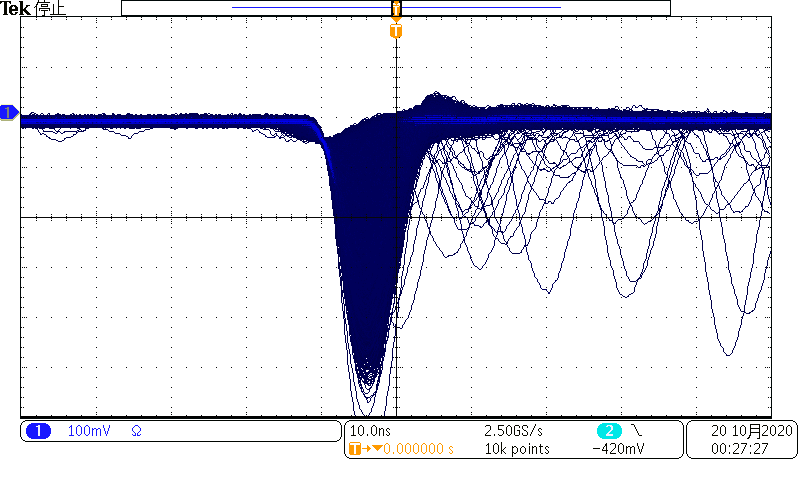 Tek 停止
T
T
1
1 100mV Ω
10.0ns 2.50GS/s 2 -420mV
T→▼0.000000 s 10k points
20 10月2020
00:27:27